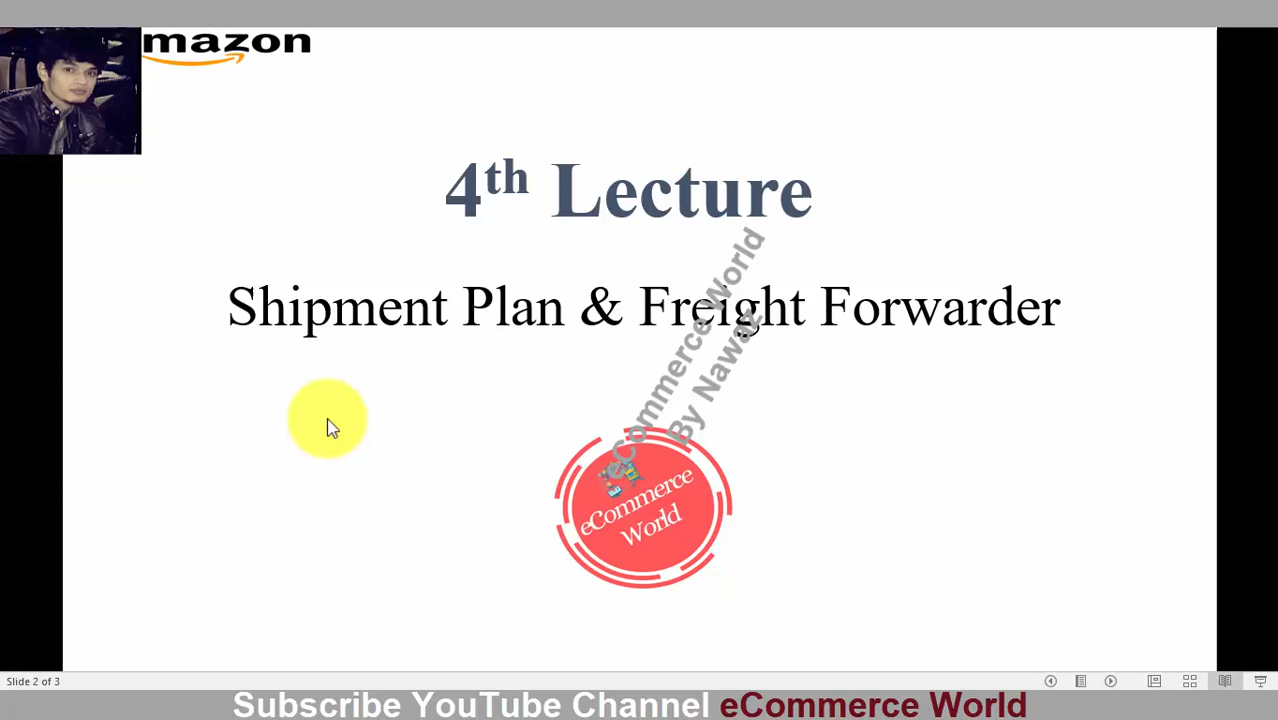 mazon
4th Lecture
Shipment Plan & Freight Forwarder
eCommerce World
By Nawaz
eCommerce
World
Slide 2 of 3
Subscribe YouTube Channel eCommerce World